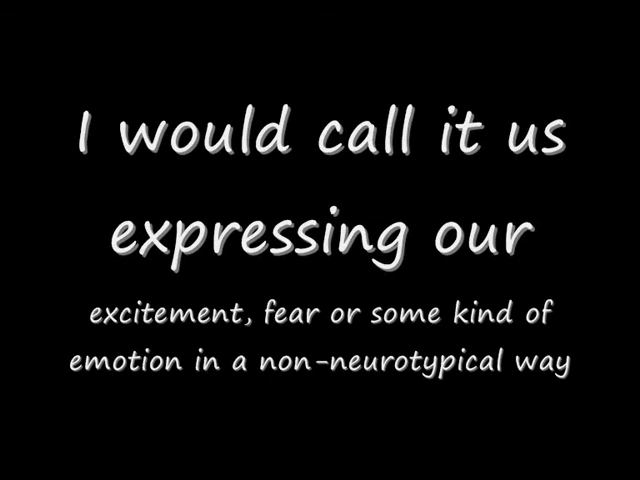 I would call it us
expressing our
excitement, fear or some kind of
emotion in a non-neurotypical way